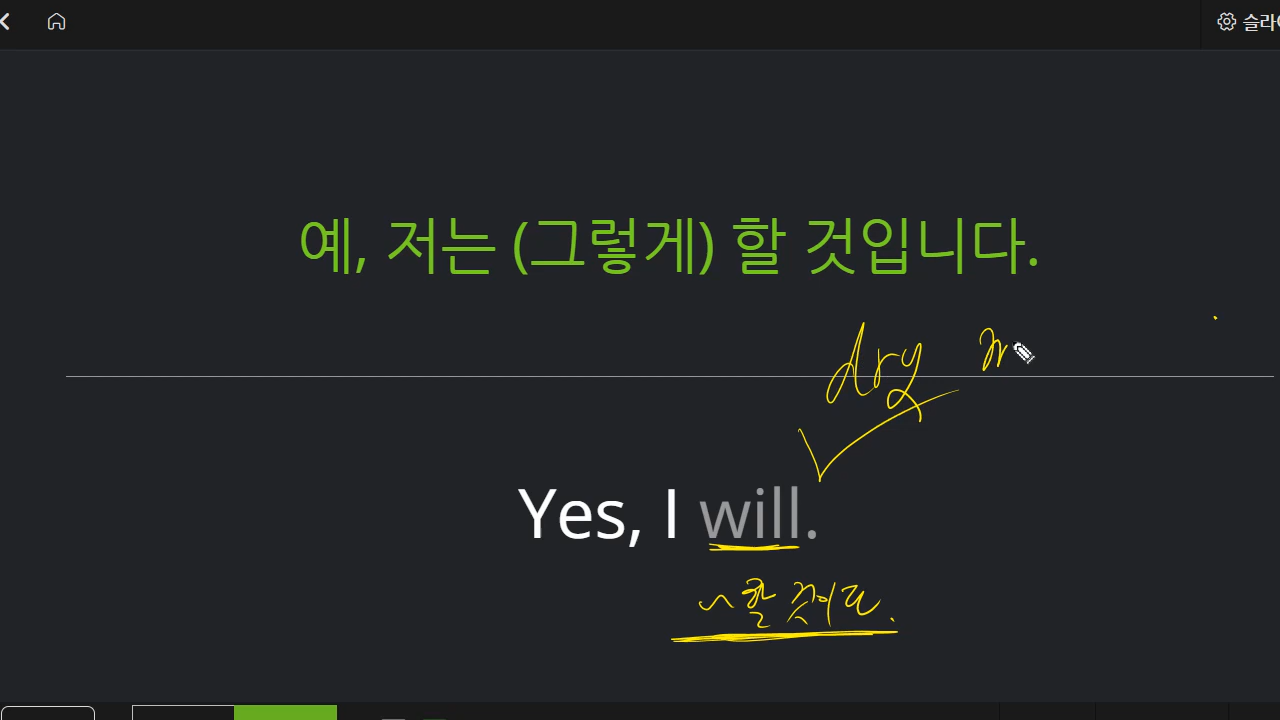 슬라
예, 저는 (그렇게) 할 것입니다.
dry
Yes, I will.
~할 것이다.